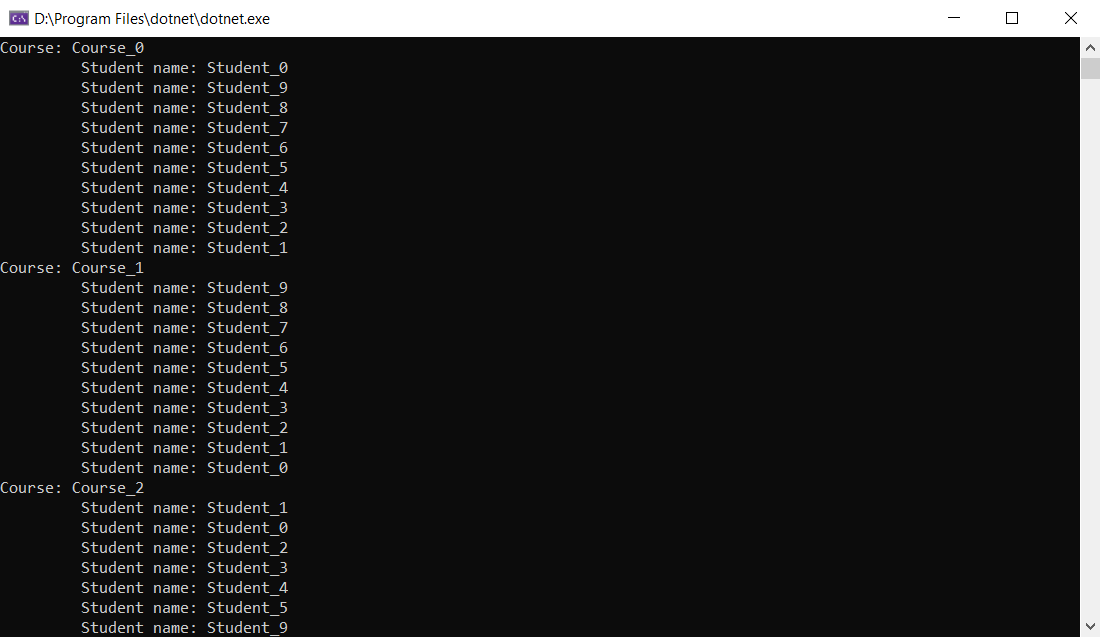 D:\Program Files\dotnet\dotnet.exe
Course: Course_0
Student name: Student_0
Student name: Student_9
Student name: Student_8
Student name: Student_7
Student name: Student_6
Student name: Student_5
Student name: Student_4
Student name: Student_3
Student name: Student_2
Student name: Student_1
Course: Course_1
Student name: Student_9
Student name: Student_8
Student name: Student_7
Student name: Student_6
Student name: Student_5
Student name: Student_4
Student name: Student_3
Student name: Student_2
Student name: Student_1
Student name: Student_0
Course: Course_2
Student name: Student_1
Student name: Student_0
Student name: Student_2
Student name: Student_3
Student name: Student_4
Student name: Student_5
Student name: Student_9